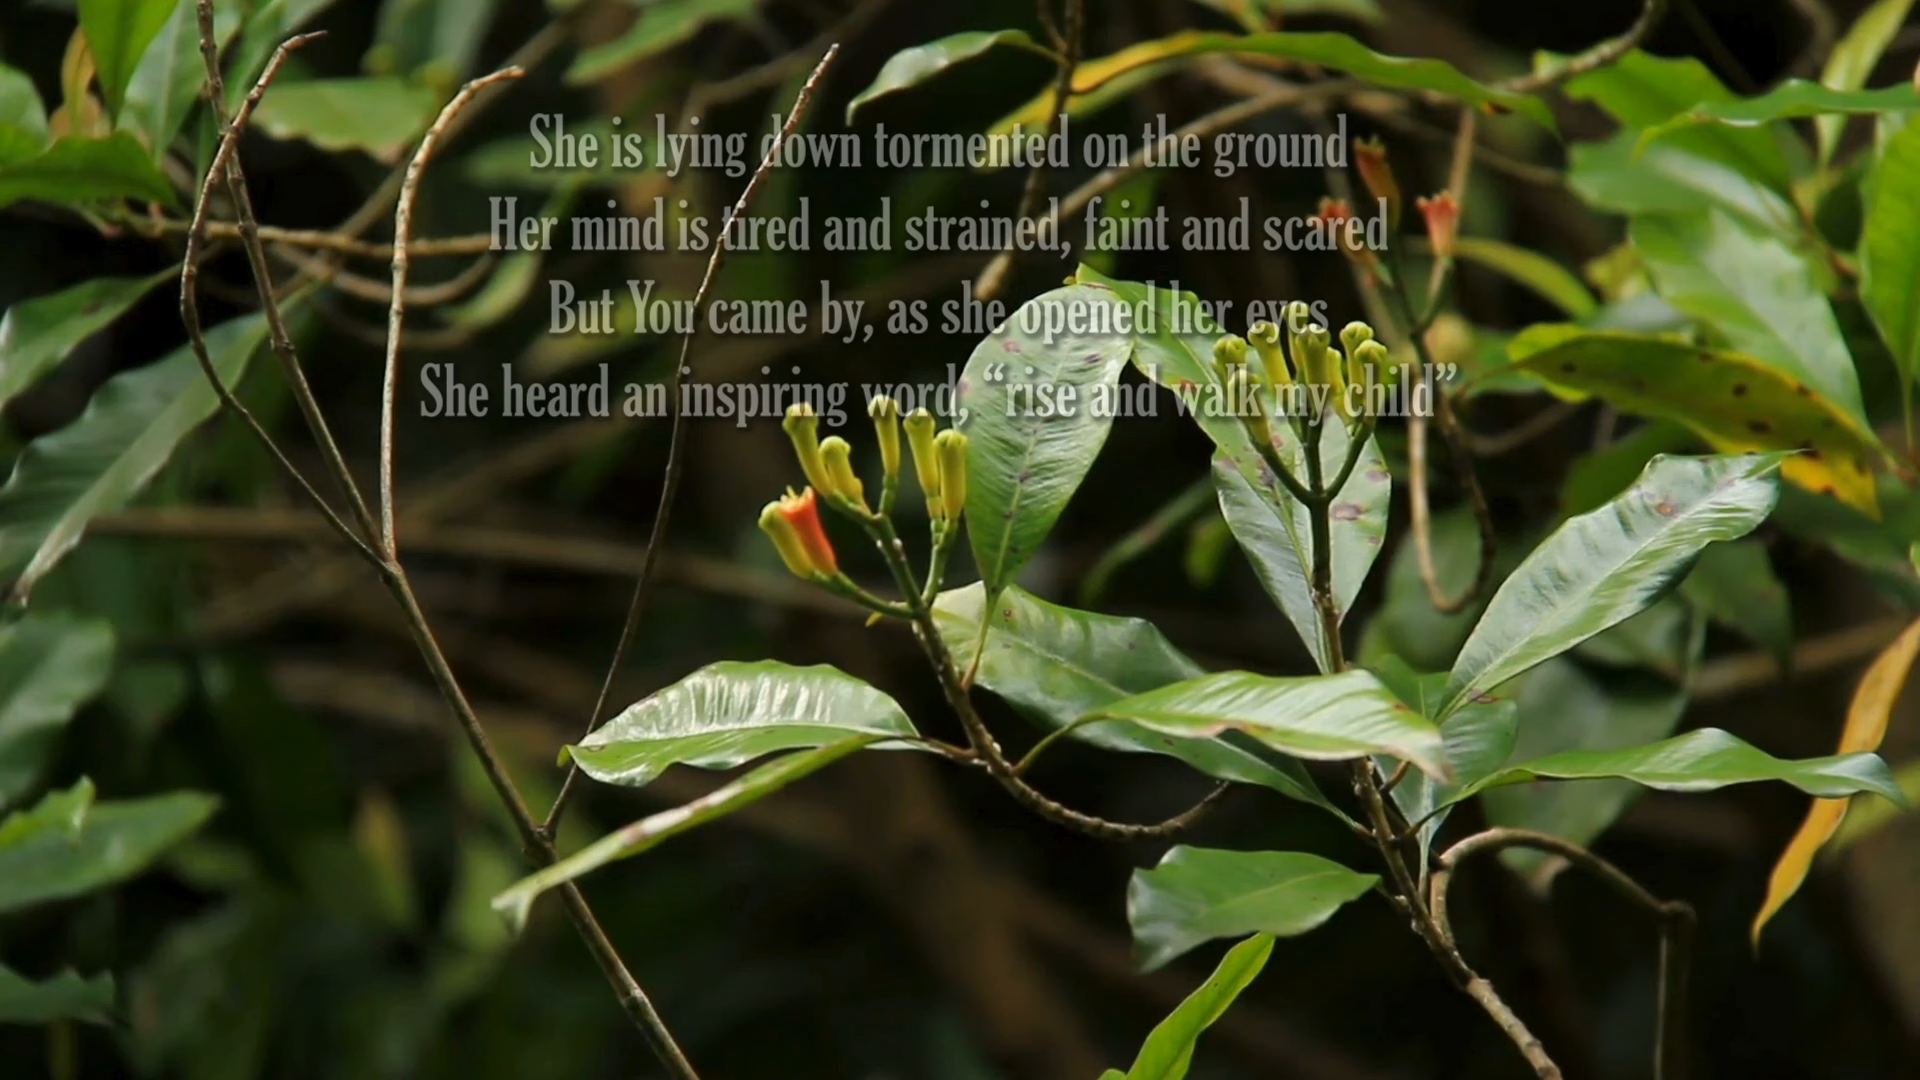 She is lying down tormented on the ground
Her mind is tired and strained, faint and scared
But You came by, as she opened her eyes
She heard an inspiring word, “rise and walk my child”